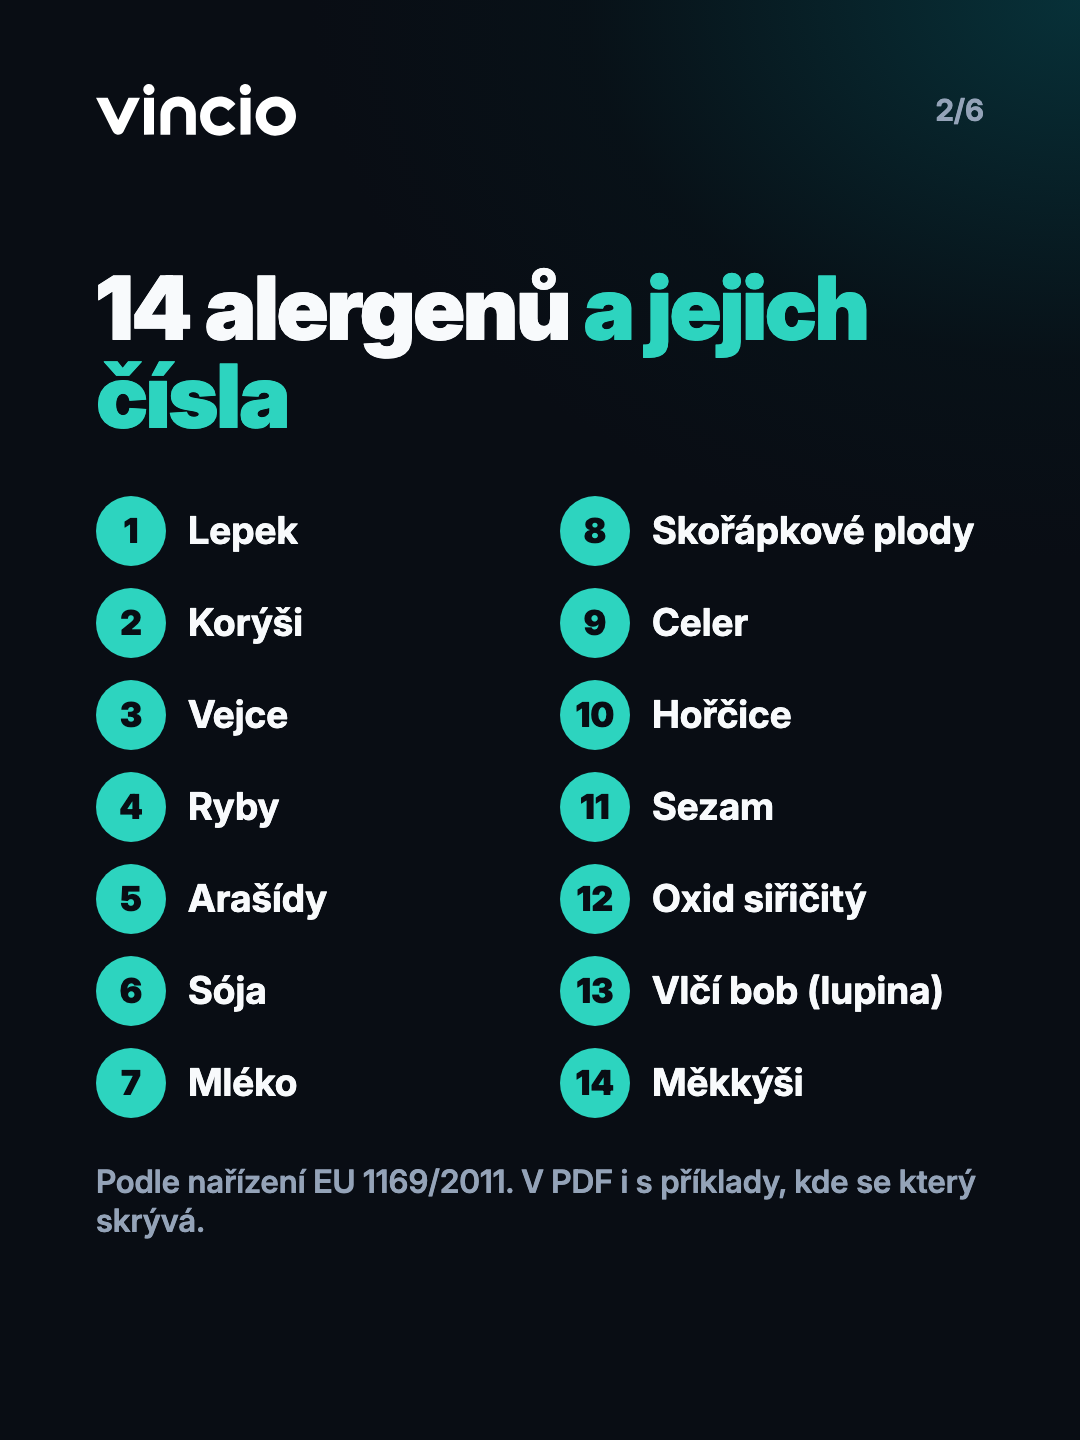 vincio
2/6
14 alergenů a jejich
čísla
1 Lepek
2 Korýši
3 Vejce
4 Ryby
5 Arašídy
6 Sója
7 Mléko
8 Skořápkové plody
9 Celer
10 Hořčice
11 Sezam
12 Oxid siřičitý
13 Vlčí bob (lupina)
14 Měkkýši
Podle nařízení EU 1169/2011. V PDF i s příklady, kde se který
skrývá.